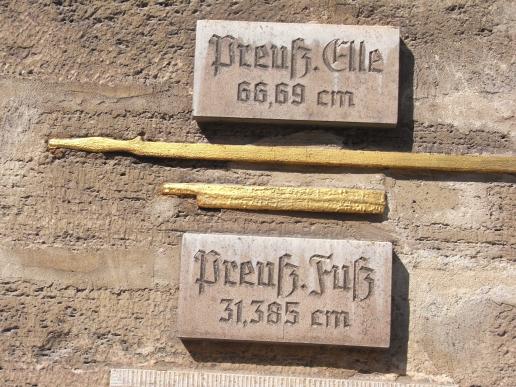 Preuß. Elle
66,69 cm
Preuß. Fuß
31,385 cm